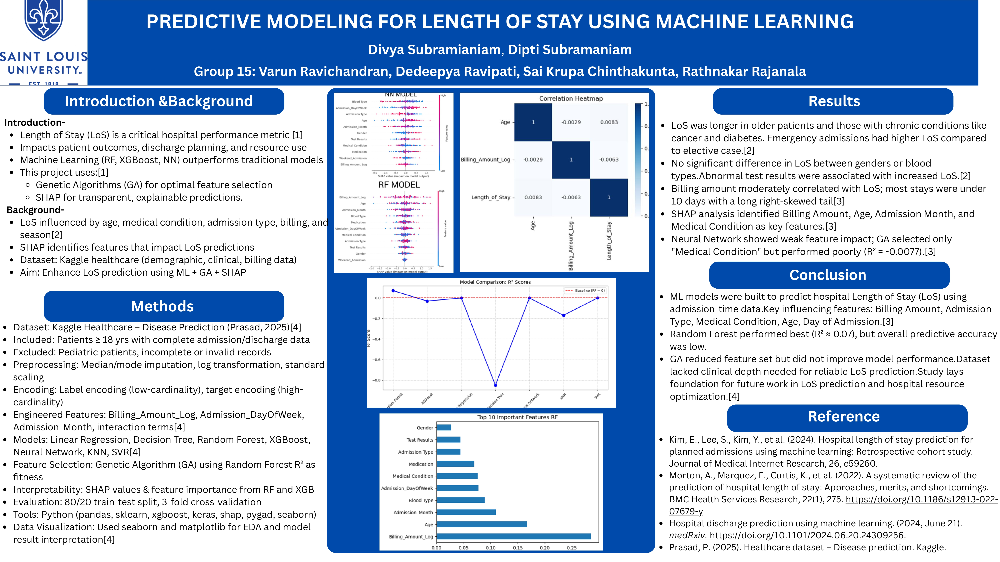 SAINT LOUIS
UNIVERSITY™
EST. 1818
PREDICTIVE MODELING FOR LENGTH OF STAY USING MACHINE LEARNING
Divya Subramianiam, Dipti Subramaniam
Group 15: Varun Ravichandran, Dedeepya Ravipati, Sai Krupa Chinthakunta, Rathnakar Rajanala
Introduction &Background
Introduction-
• Length of Stay (LoS) is a critical hospital performance metric [1]
• Impacts patient outcomes, discharge planning, and resource use
• Machine Learning (RF, XGBoost, NN) outperforms traditional models
• This project uses:[1]
◦ Genetic Algorithms (GA) for optimal feature selection
◦ SHAP for transparent, explainable predictions.
Background-
• LoS influenced by age, medical condition, admission type, billing, and
season[2]
• SHAP identifies features that impact LoS predictions
• Dataset: Kaggle healthcare (demographic, clinical, billing data)
• Aim: Enhance LoS prediction using ML + GA + SHAP
Methods
• Dataset: Kaggle Healthcare – Disease Prediction (Prasad, 2025)[4]
• Included: Patients ≥ 18 yrs with complete admission/discharge data
• Excluded: Pediatric patients, incomplete or invalid records
• Preprocessing: Median/mode imputation, log transformation, standard
scaling
• Encoding: Label encoding (low-cardinality), target encoding (high-
cardinality)
• Engineered Features: Billing_Amount_Log, Admission_DayOfWeek,
Admission_Month, interaction terms[4]
• Models: Linear Regression, Decision Tree, Random Forest, XGBoost,
Neural Network, KNN, SVR[4]
• Feature Selection: Genetic Algorithm (GA) using Random Forest R² as
fitness
• Interpretability: SHAP values & feature importance from RF and XGB
• Evaluation: 80/20 train-test split, 3-fold cross-validation
• Tools: Python (pandas, sklearn, xgboost, keras, shap, pygad, seaborn)
• Data Visualization: Used seaborn and matplotlib for EDA and model
result interpretation[4]
NN MODEL
High
Blood Type
Admission_DayOfWeek
Admission Type
Age
Admission_Month
Gender
Test Results
Medical Condition
Medication
Weekend_Admission
Billing_Amount_Log
Feature value
Low
−0.6 −0.4 −0.2 0.0 0.2 0.4
SHAP value (impact on model output)
RF MODEL
High
Billing_Amount_Log
Age
Admission_Month
Blood Type
Medication
Admission_DayOfWeek
Medical Condition
Admission Type
Test Results
Gender
Weekend_Admission
Feature value
Low
−2.0 −1.5 −1.0 −0.5 0.0 0.5 1.0 1.5
SHAP value (impact on model output)
Correlation Heatmap
Age 1 -0.0029 0.0083
Billing_Amount_Log -0.0029 1 -0.0063
Length_of_Stay 0.0083 -0.0063 1
Age
Billing_Amount_Log
Length_of_Stay
Model Comparison: R² Scores
Baseline (R² = 0)
0.0
−0.2
−0.4
−0.6
−0.8
R² Score
dom Forest
XGBoost
Regression
ecision Tree
al Network
KNN
SVR
Top 10 Important Features RF
Gender
Test Results
Admission Type
Medication
Medical Condition
Admission_DayOfWeek
Blood Type
Admission_Month
Age
Billing_Amount_Log
0.00 0.05 0.10 0.15 0.20 0.25
Results
• LoS was longer in older patients and those with chronic conditions like
cancer and diabetes. Emergency admissions had higher LoS compared
to elective case.[2]
• No significant difference in LoS between genders or blood
types.Abnormal test results were associated with increased LoS.[2]
• Billing amount moderately correlated with LoS; most stays were under
10 days with a long right-skewed tail[3]
• SHAP analysis identified Billing Amount, Age, Admission Month, and
Medical Condition as key features.[3]
• Neural Network showed weak feature impact; GA selected only
"Medical Condition" but performed poorly (R² = -0.0077).[3]
Conclusion
• ML models were built to predict hospital Length of Stay (LoS) using
admission-time data.Key influencing features: Billing Amount, Admission
Type, Medical Condition, Age, Day of Admission.[3]
• Random Forest performed best (R² ≈ 0.07), but overall predictive accuracy
was low.
• GA reduced feature set but did not improve model performance.Dataset
lacked clinical depth needed for reliable LoS prediction.Study lays
foundation for future work in LoS prediction and hospital resource
optimization.[4]
Reference
• Kim, E., Lee, S., Kim, Y., et al. (2024). Hospital length of stay prediction for
planned admissions using machine learning: Retrospective cohort study.
Journal of Medical Internet Research, 26, e59260.
• Morton, A., Marquez, E., Curtis, K., et al. (2022). A systematic review of the
prediction of hospital length of stay: Approaches, merits, and shortcomings.
BMC Health Services Research, 22(1), 275. https://doi.org/10.1186/s12913-022-
07679-y
• Hospital discharge prediction using machine learning. (2024, June 21).
medRxiv. https://doi.org/10.1101/2024.06.20.24309256.
• Prasad, P. (2025). Healthcare dataset – Disease prediction. Kaggle.